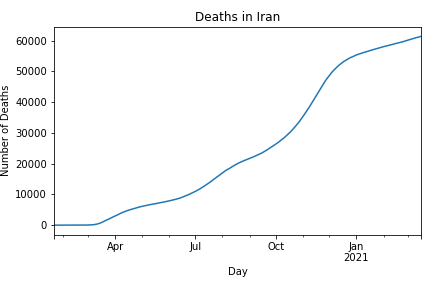 Deaths in Iran
Number of Deaths
60000
50000
40000
30000
20000
10000
0
Apr
Jul
Oct
Jan
2021
Day